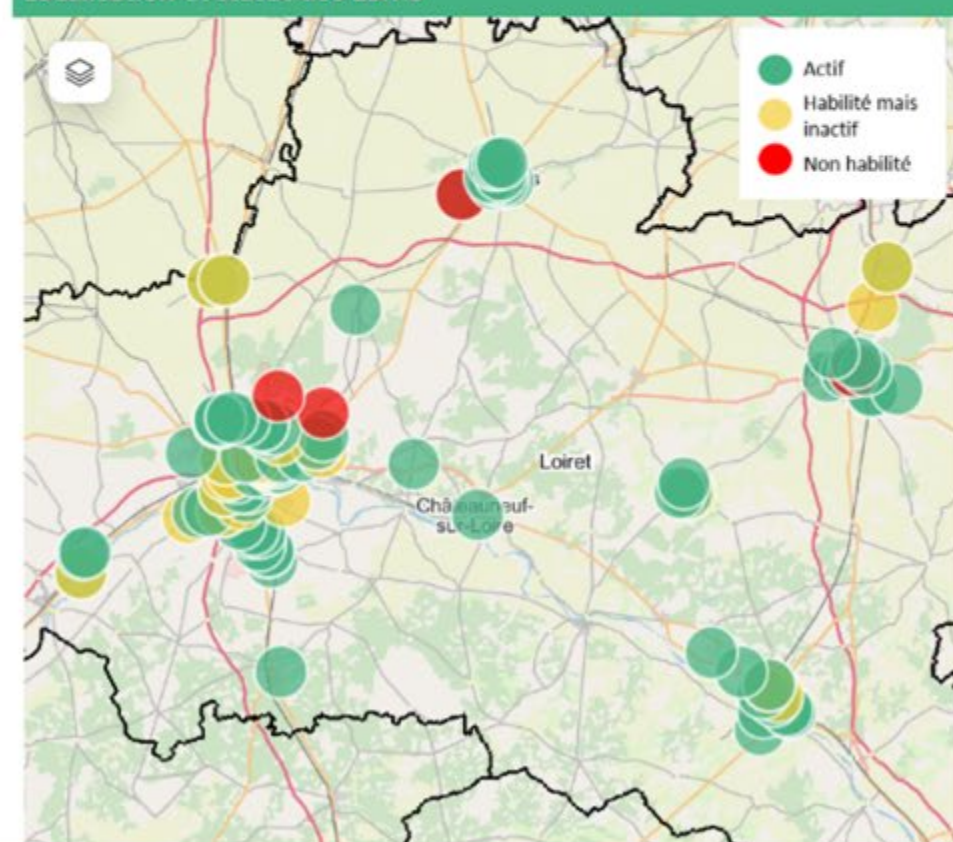 Actif
Habilité mais
inactif
Non habilité
Loiret
Châteauneuf-
sur-Loire